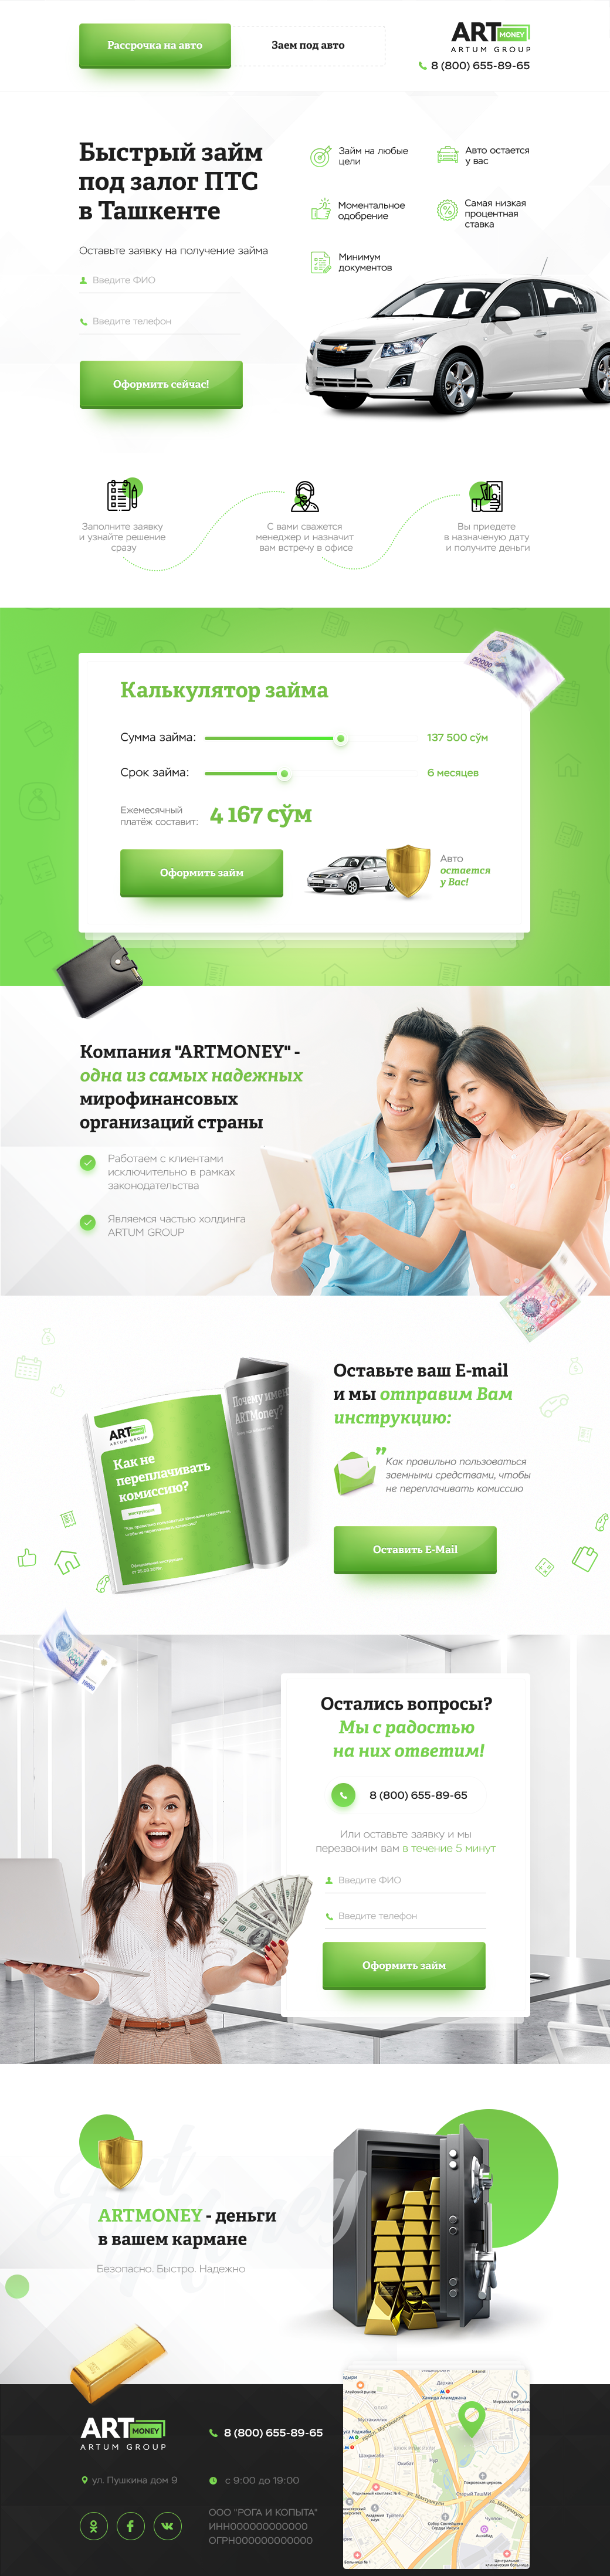 Рассрочка на авто
Заем под авто
ART MONEY
ARTUM GROUP
8 (800) 655-89-65
Быстрый займ
под залог ПТС
в Ташкенте
Оставьте заявку на получение займа
Введите ФИО
Введите телефон
Оформить сейчас!
Займ на любые
цели
Авто остается
у вас
Моментальное
одобрение
Самая низкая
процентная
ставка
Минимум
документов
Заполните заявку
и узнайте решение
сразу
С вами сважется
менеджер и назначит
вам встречу в офисе
Вы приедете
в назначеную дату
и получите деньги
Калькулятор займа
Сумма займа:
137 500 сўм
Срок займа:
6 месяцев
Ежемесячный
платёж составит:
4 167 сўм
Оформить займ
Авто
остается
у Вас!
Компания "ARTMONEY" -
одна из самых надежных
мирофинансовых
организаций страны
Работаем с клиентами
исключительно в рамках
законодательства
Являемся частью холдинга
ARTUM GROUP
ART MONEY
ARTUM GROUP
Как не
переплачивать
комиссию?
Почему имен
ARTMoney?
Оставьте ваш E-mail
и мы отправим Вам
инструкцию:
Как правильно пользоваться
заемными средствами, чтобы
не переплачивать комиссию
Оставить E-Mail
Остались вопросы?
Мы с радостью
на них ответим!
8 (800) 655-89-65
Или оставьте заявку и мы
перезвоним вам в течение 5 минут
Введите ФИО
Введите телефон
Оформить займ
ARTMONEY - деньги
в вашем кармане
Безопасно. Быстро. Надежно
ART MONEY
ARTUM GROUP
8 (800) 655-89-65
ул. Пушкина дом 9
с 9:00 до 19:00
ООО "РОГА И КОПЫТА"
ИНН000000000000
ОГРН000000000000